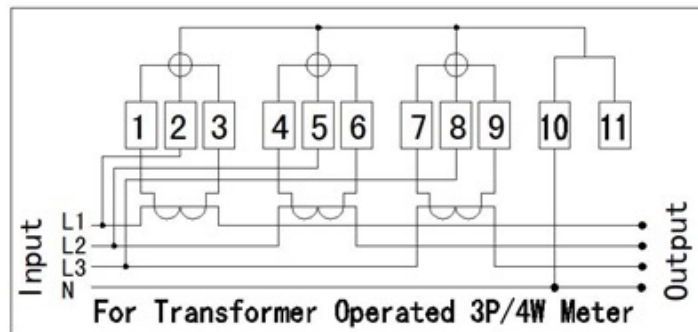 1 2 3 4 5 6 7 8 9 10 11
L1
L2
L3
N
Input
Output
For Transformer Operated 3P/4W Meter